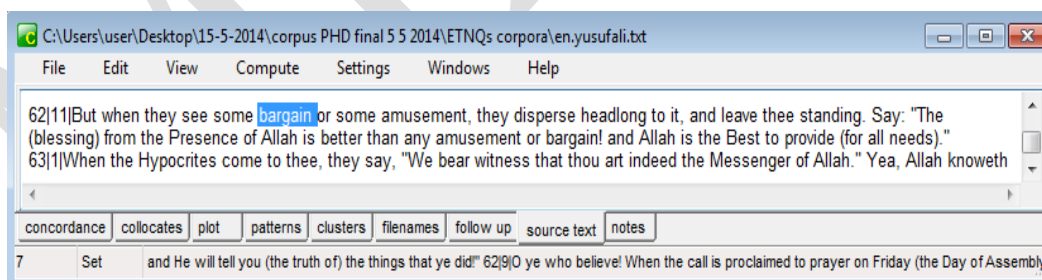 C:\Users\user\Desktop\15-5-2014\corpus PHD final 5 5 2014\ETNQs corpora\en.yusufali.txt
File Edit View Compute Settings Windows Help
62|11|But when they see some bargain or some amusement, they disperse headlong to it, and leave thee standing. Say: "The
(blessing) from the Presence of Allah is better than any amusement or bargain! and Allah is the Best to provide (for all needs)."
63|1|When the Hypocrites come to thee, they say, "We bear witness that thou art indeed the Messenger of Allah." Yea, Allah knoweth
concordance collocates plot patterns clusters filenames follow up source text notes
7 Set and He will tell you (the truth of) the things that ye did!" 62|9|O ye who believe! When the call is proclaimed to prayer on Friday (the Day of Assembly